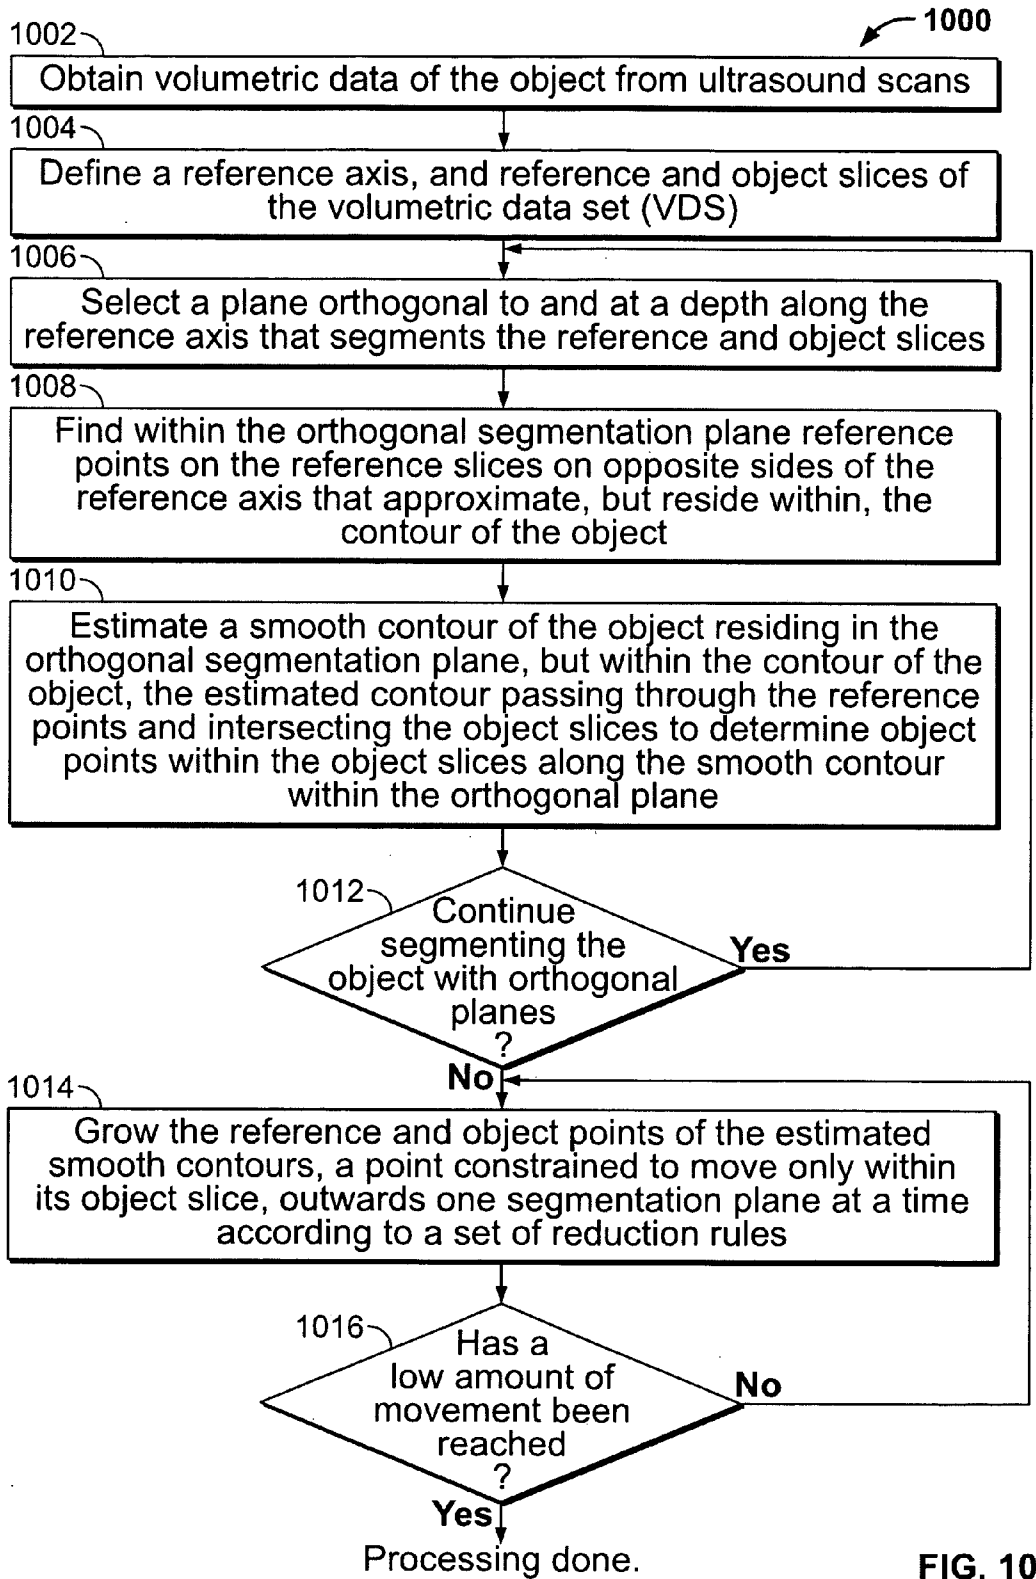 1000
1002
Obtain volumetric data of the object from ultrasound scans
1004
Define a reference axis, and reference and object slices of
the volumetric data set (VDS)
1006
Select a plane orthogonal to and at a depth along the
reference axis that segments the reference and object slices
1008
Find within the orthogonal segmentation plane reference
points on the reference slices on opposite sides of the
reference axis that approximate, but reside within, the
contour of the object
1010
Estimate a smooth contour of the object residing in the
orthogonal segmentation plane, but within the contour of the
object, the estimated contour passing through the reference
points and intersecting the object slices to determine object
points within the object slices along the smooth contour
within the orthogonal plane
1012
Continue
segmenting the
object with orthogonal
planes
?
Yes
No
1014
Grow the reference and object points of the estimated
smooth contours, a point constrained to move only within
its object slice, outwards one segmentation plane at a time
according to a set of reduction rules
1016
Has a
low amount of
movement been
reached
?
No
Yes
Processing done.
FIG. 10